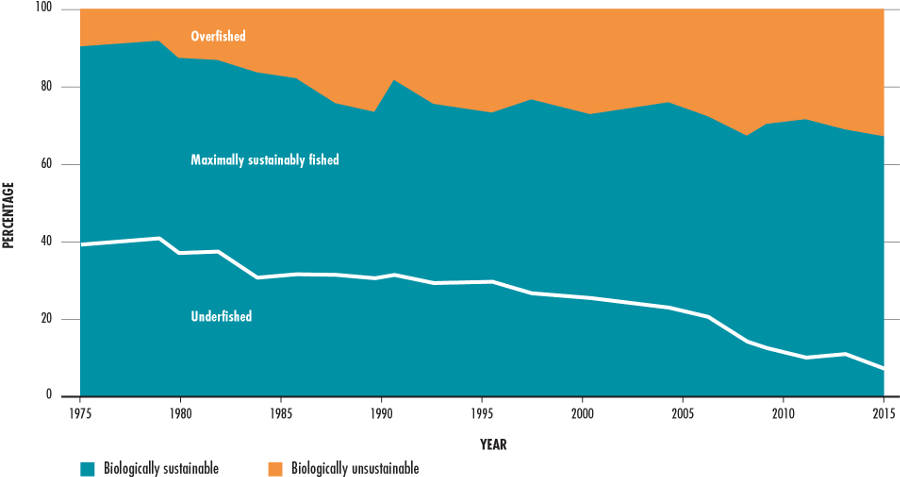 100
80
60
40
20
0
PERCENTAGE
Overfished
Maximally sustainably fished
Underfished
1975 1980 1985 1990 1995 2000 2005 2010 2015
YEAR
Biologically sustainable Biologically unsustainable